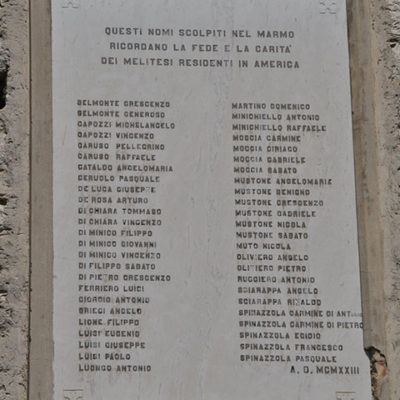 QUESTI NOMI SCOLPITI NEL MARMO
RICORDANO LA FEDE E LA CARITA'
DEI MELITESI RESIDENTI IN AMERICA
BELMONTE CRESCENZO
BELMONTE GENEROSO
CAPOZZI MICHELANGELO
CAPOZZI VINCENZO
CARUSO PELLEGRINO
CARUSO RAFFAELE
CATALDO ANGELOMARIA
CERUOLO PASQUALE
DE LUCA GIUSEPPE
DE ROSA ARTURO
DI CHIARA TOMMASO
DI CHIARA VINCENZO
DI MINICO FILIPPO
DI MINICO GIOVANNI
DI MINICO VINCENZO
DI FILIPPO SABATO
DI PIETRO CRESCENZO
FERRIERO LUIGI
GIORGIO ANTONIO
GRIECI ANGELO
LIONE FILIPPO
LUISI EUGENIO
LUISI GIUSEPPE
LUISI PAOLO
LUONGO ANTONIO
MARTINO DOMENICO
MINICHIELLO ANTONIO
MINICHIELLO RAFFAELE
MOCCIA CARMINE
MOCCIA CIRIACO
MOCCIA GABRIELE
MOCCIA SABATO
MUSTONE ANGELOMARIA
MUSTONE BENIGNO
MUSTONE CRESCENZO
MUSTONE GABRIELE
MUSTONE NICOLA
MUSTONE SABATO
MUTO NICOLA
OLIVIERO ANGELO
OLIVIERO PIETRO
RUGGIERO ANTONIO
SCIARAPPA ANGELO
SCIARAPPA RINALDO
SPINAZZOLA CARMINE DI
SPINAZZOLA CARMINE DI PIETRO
SPINAZZOLA EGIDIO
SPINAZZOLA FRANCESCO
SPINAZZOLA PASQUALE
A. D. MCMXXIII